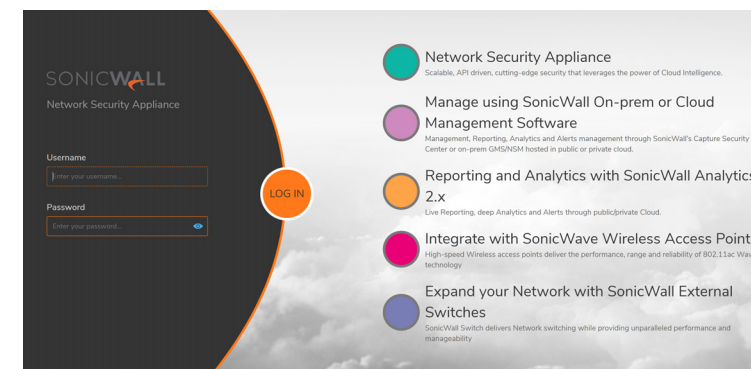 SONICWALL
Network Security Appliance
Username
Enter your username...
Password
Enter your password...
LOG IN
Network Security Appliance
Scalable, API driven, cutting-edge security that leverages the power of Cloud Intelligence.
Manage using SonicWall On-prem or Cloud
Management Software
Management, Reporting, Analytics and Alerts management through SonicWall's Capture Security
Center or on-prem GMS/NSM hosted in public or private cloud.
Reporting and Analytics with SonicWall Analytics
2.x
Live Reporting, deep Analytics and Alerts through public/private Cloud.
Integrate with SonicWave Wireless Access Point
High-speed Wireless access points deliver the performance, range and reliability of 802.11ac Wav
technology
Expand your Network with SonicWall External
Switches
SonicWall Switch delivers Network switching while providing unparalleled performance and
manageability